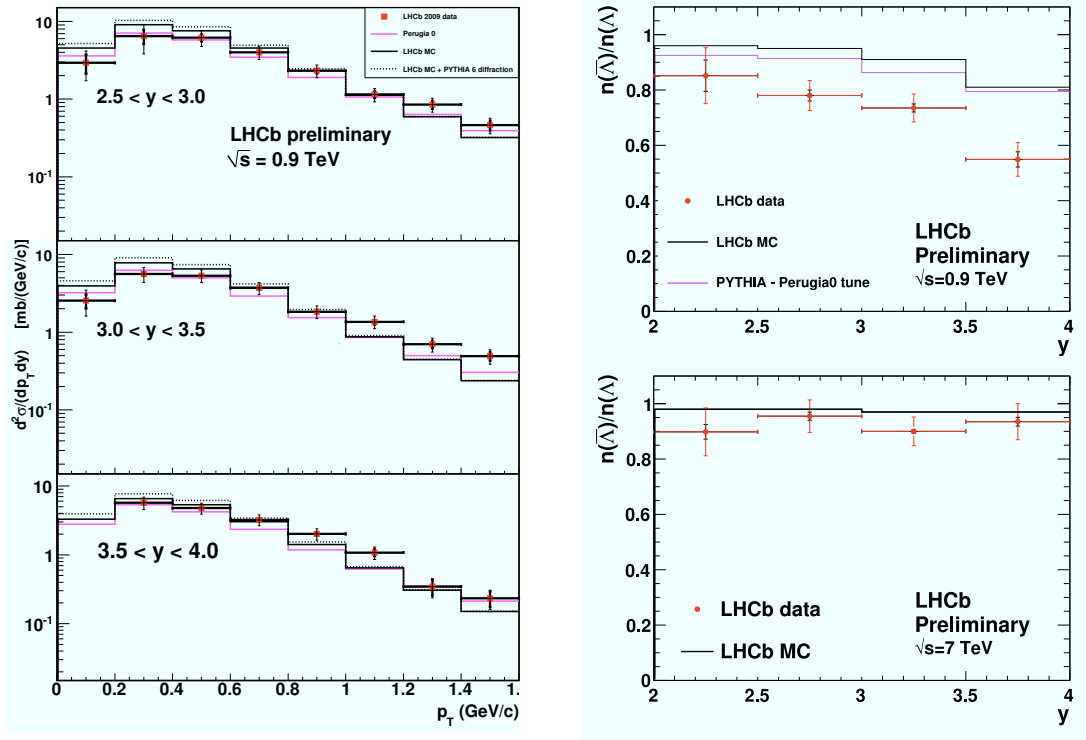 LHCb 2009 data
Perugia 0
LHCb MC
LHCb MC + PYTHIA 6 diffraction
10
1
10⁻¹
2.5 < y < 3.0
LHCb preliminary
√s = 0.9 TeV
d²σ/(dp_T dy) [mb/(GeV/c)]
10
1
10⁻¹
3.0 < y < 3.5
10
1
10⁻¹
3.5 < y < 4.0
0 0.2 0.4 0.6 0.8 1 1.2 1.4 1.
p_T (GeV/c)
n(Λ̅)/n(Λ)
1
0.8
0.6
0.4
0.2
0
LHCb data
LHCb MC
PYTHIA - Perugia0 tune
LHCb
Preliminary
√s=0.9 TeV
2 2.5 3 3.5 4
y
n(Λ̅)/n(Λ)
1
0.8
0.6
0.4
0.2
0
LHCb data
LHCb MC
LHCb
Preliminary
√s=7 TeV
2 2.5 3 3.5 4
y